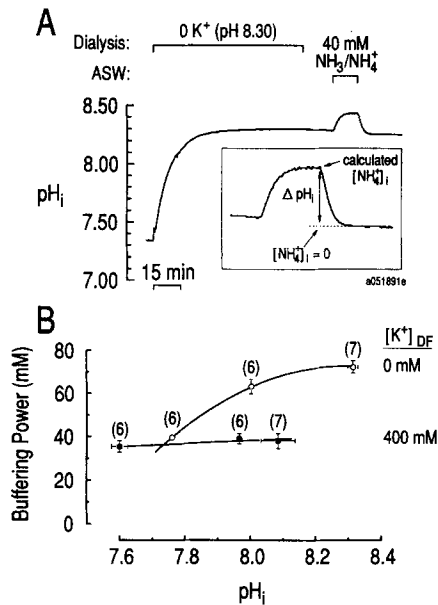 A
Dialysis:
0 K⁺ (pH 8.30)
40 mM
NH₃/NH₄⁺
ASW:
8.50
8.00
7.50
7.00
pHᵢ
15 min
calculated
[NH₄⁺]ᵢ
Δ pHᵢ
[NH₄⁺]ᵢ = 0
a051891e
B
[K⁺] DF
0 mM
400 mM
Buffering Power (mM)
80
60
40
20
0
(6)
(6)
(6)
(7)
(6)
(7)
7.6
7.8
8.0
8.2
8.4
pHᵢ